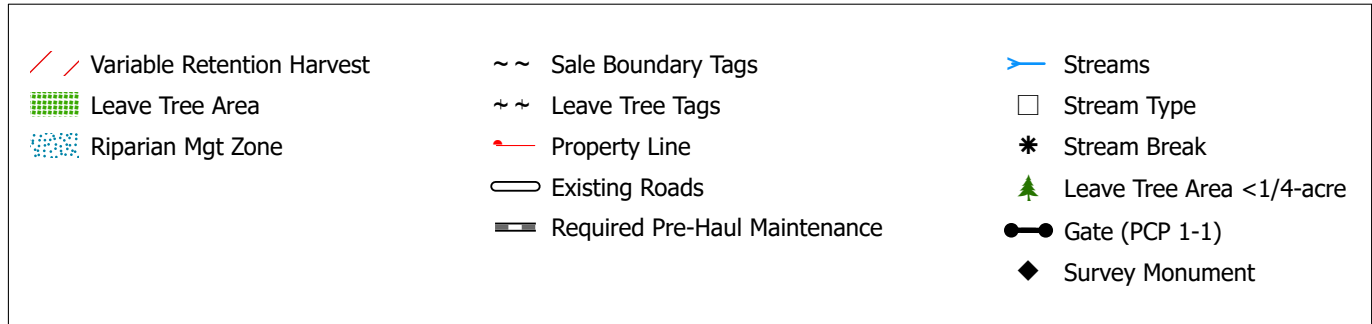 Variable Retention Harvest
Leave Tree Area
Riparian Mgt Zone
Sale Boundary Tags
Leave Tree Tags
Property Line
Existing Roads
Required Pre-Haul Maintenance
Streams
Stream Type
Stream Break
Leave Tree Area <1/4-acre
Gate (PCP 1-1)
Survey Monument